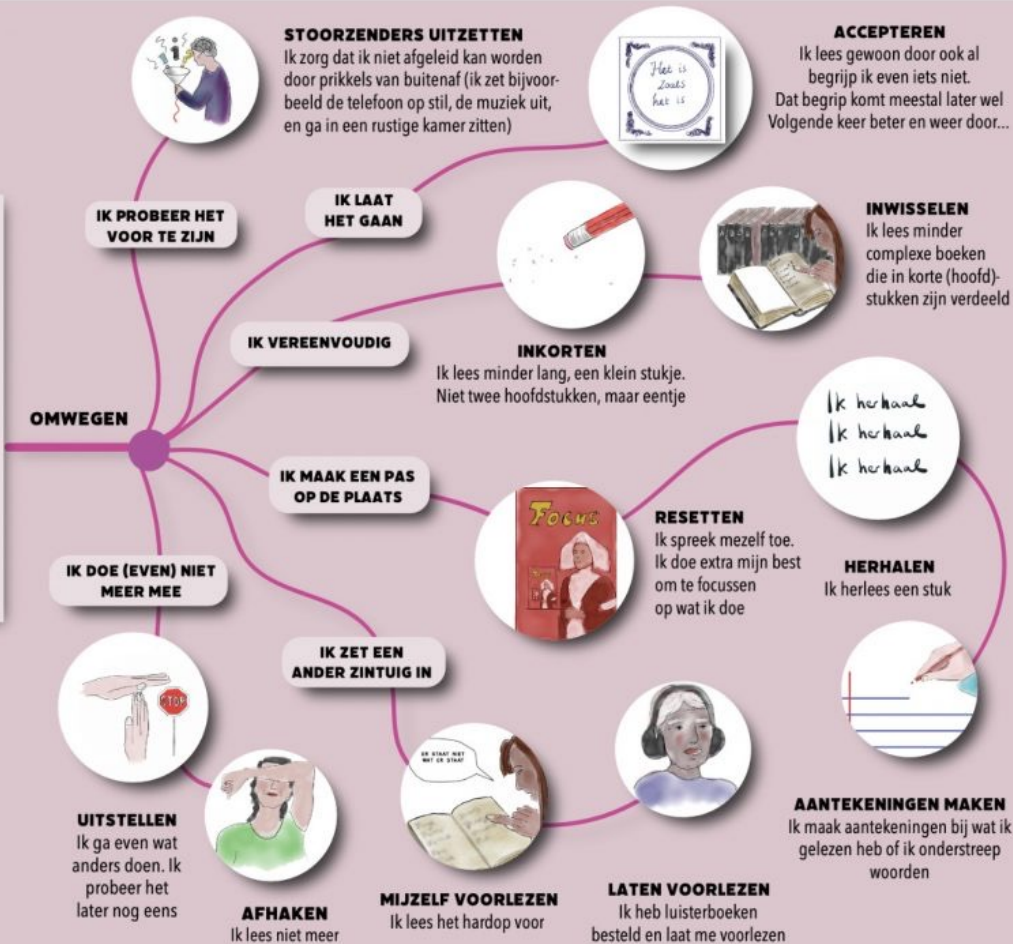 STOORZENDERS UITZETTEN
Ik zorg dat ik niet afgeleid kan worden
door prikkels van buitenaf (ik zet bijvoor-
beeld de telefoon op stil, de muziek uit,
en ga in een rustige kamer zitten)
Het is
zoals
het is
ACCEPTEREN
Ik lees gewoon door ook al
begrijp ik even iets niet.
Dat begrip komt meestal later wel
Volgende keer beter en weer door...
IK PROBEER HET
VOOR TE ZIJN
IK LAAT
HET GAAN
INWISSELEN
Ik lees minder
complexe boeken
die in korte (hoofd)-
stukken zijn verdeeld
IK VEREENVOUDIG
INKORTEN
Ik lees minder lang, een klein stukje.
Niet twee hoofdstukken, maar eentje
OMWEGEN
Ik herhaal
Ik herhaal
Ik herhaal
IK MAAK EEN PAS
OP DE PLAATS
Focus
RESETTEN
Ik spreek mezelf toe.
Ik doe extra mijn best
om te focussen
op wat ik doe
HERHALEN
Ik herlees een stuk
IK DOE (EVEN) NIET
MEER MEE
IK ZET EEN
ANDER ZINTUIG IN
STOP
ER STAAT NIET
WAT ER STAAT
AANTEKENINGEN MAKEN
Ik maak aantekeningen bij wat ik
gelezen heb of ik onderstreep
woorden
UITSTELLEN
Ik ga even wat
anders doen. Ik
probeer het
later nog eens
AFHAKEN
Ik lees niet meer
MIJZELF VOORLEZEN
Ik lees het hardop voor
LATEN VOORLEZEN
Ik heb luisterboeken
besteld en laat me voorlezen